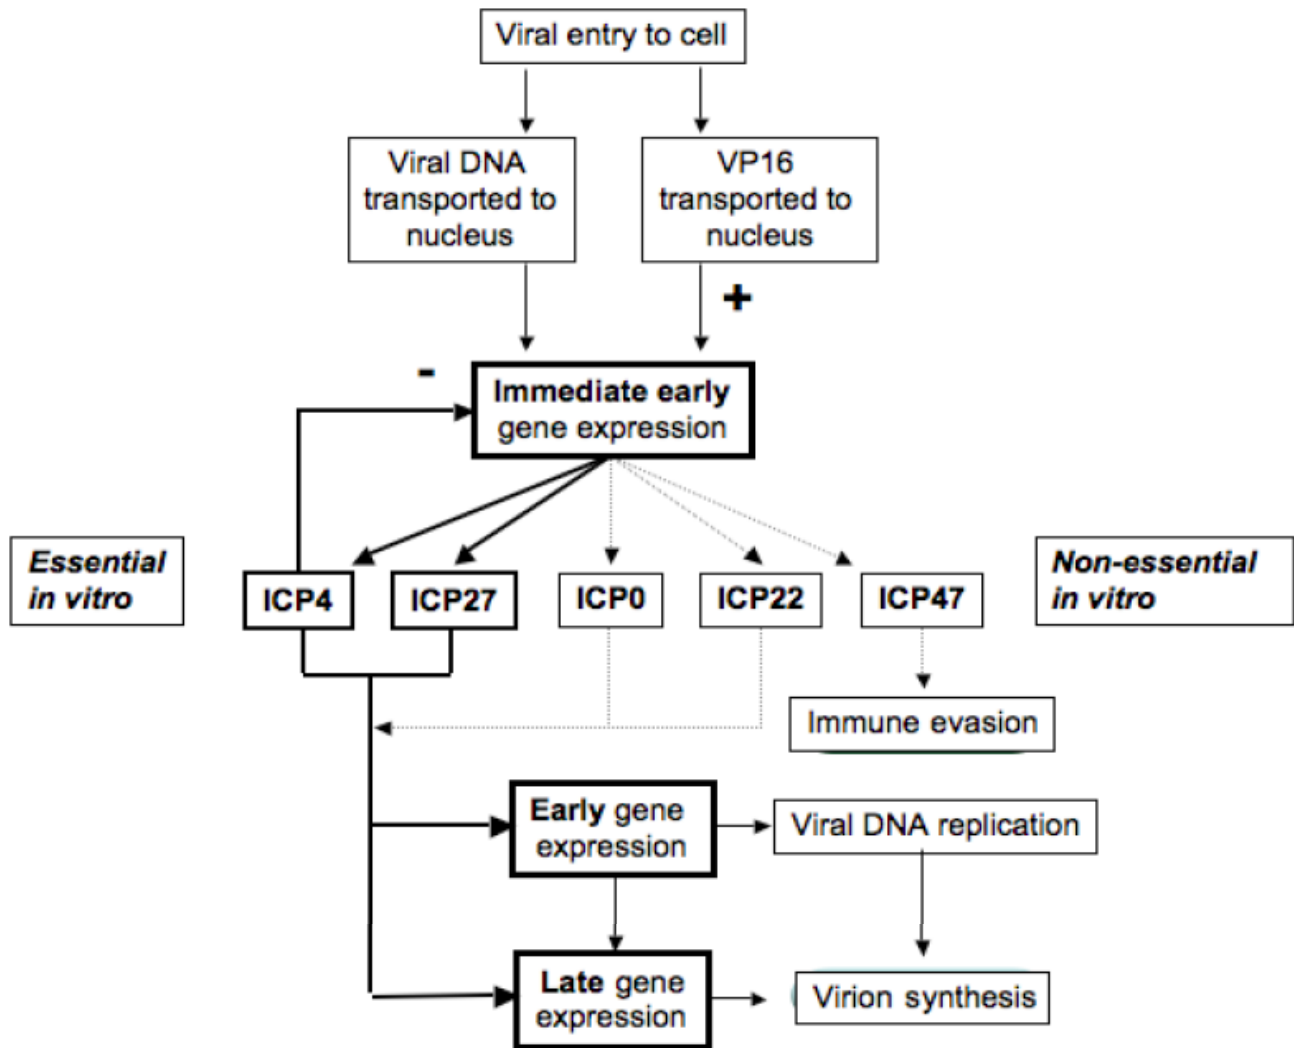 Viral entry to cell
Viral DNA
transported to
nucleus
VP16
transported to
nucleus
+
-
Immediate early
gene expression
Essential
in vitro
ICP4
ICP27
ICP0
ICP22
ICP47
Non-essential
in vitro
Immune evasion
Early gene
expression
Viral DNA replication
Late gene
expression
Virion synthesis